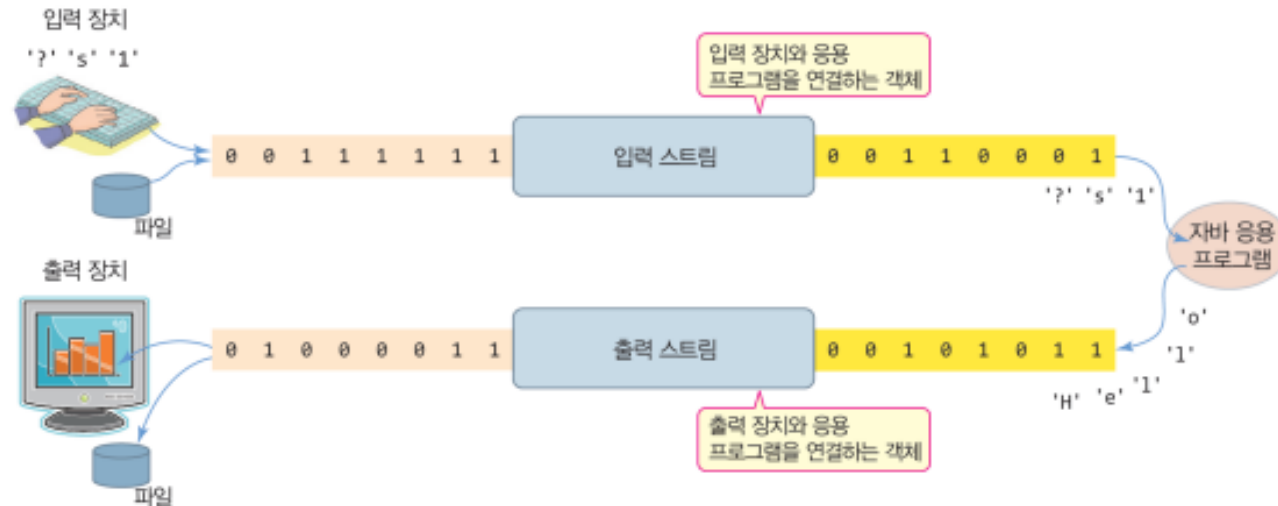 입력 장치
'?' 's' '1'
입력 장치와 응용
프로그램을 연결하는 객체
0 0 1 1 1 1 1 1
입력 스트림
0 0 1 1 0 0 0 1
'?' 's' '1'
파일
자바 응용
프로그램
출력 장치
'o'
'l'
'l'
'e'
'H'
0 1 0 0 0 0 1 1
출력 스트림
0 0 1 0 1 0 1 1
출력 장치와 응용
프로그램을 연결하는 객체
파일